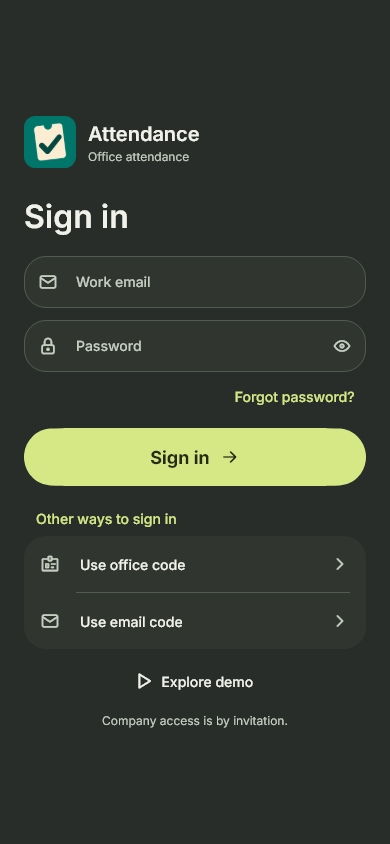 Attendance
Office attendance
Sign in
Work email
Password
Forgot password?
Sign in
Other ways to sign in
Use office code
Use email code
Explore demo
Company access is by invitation.